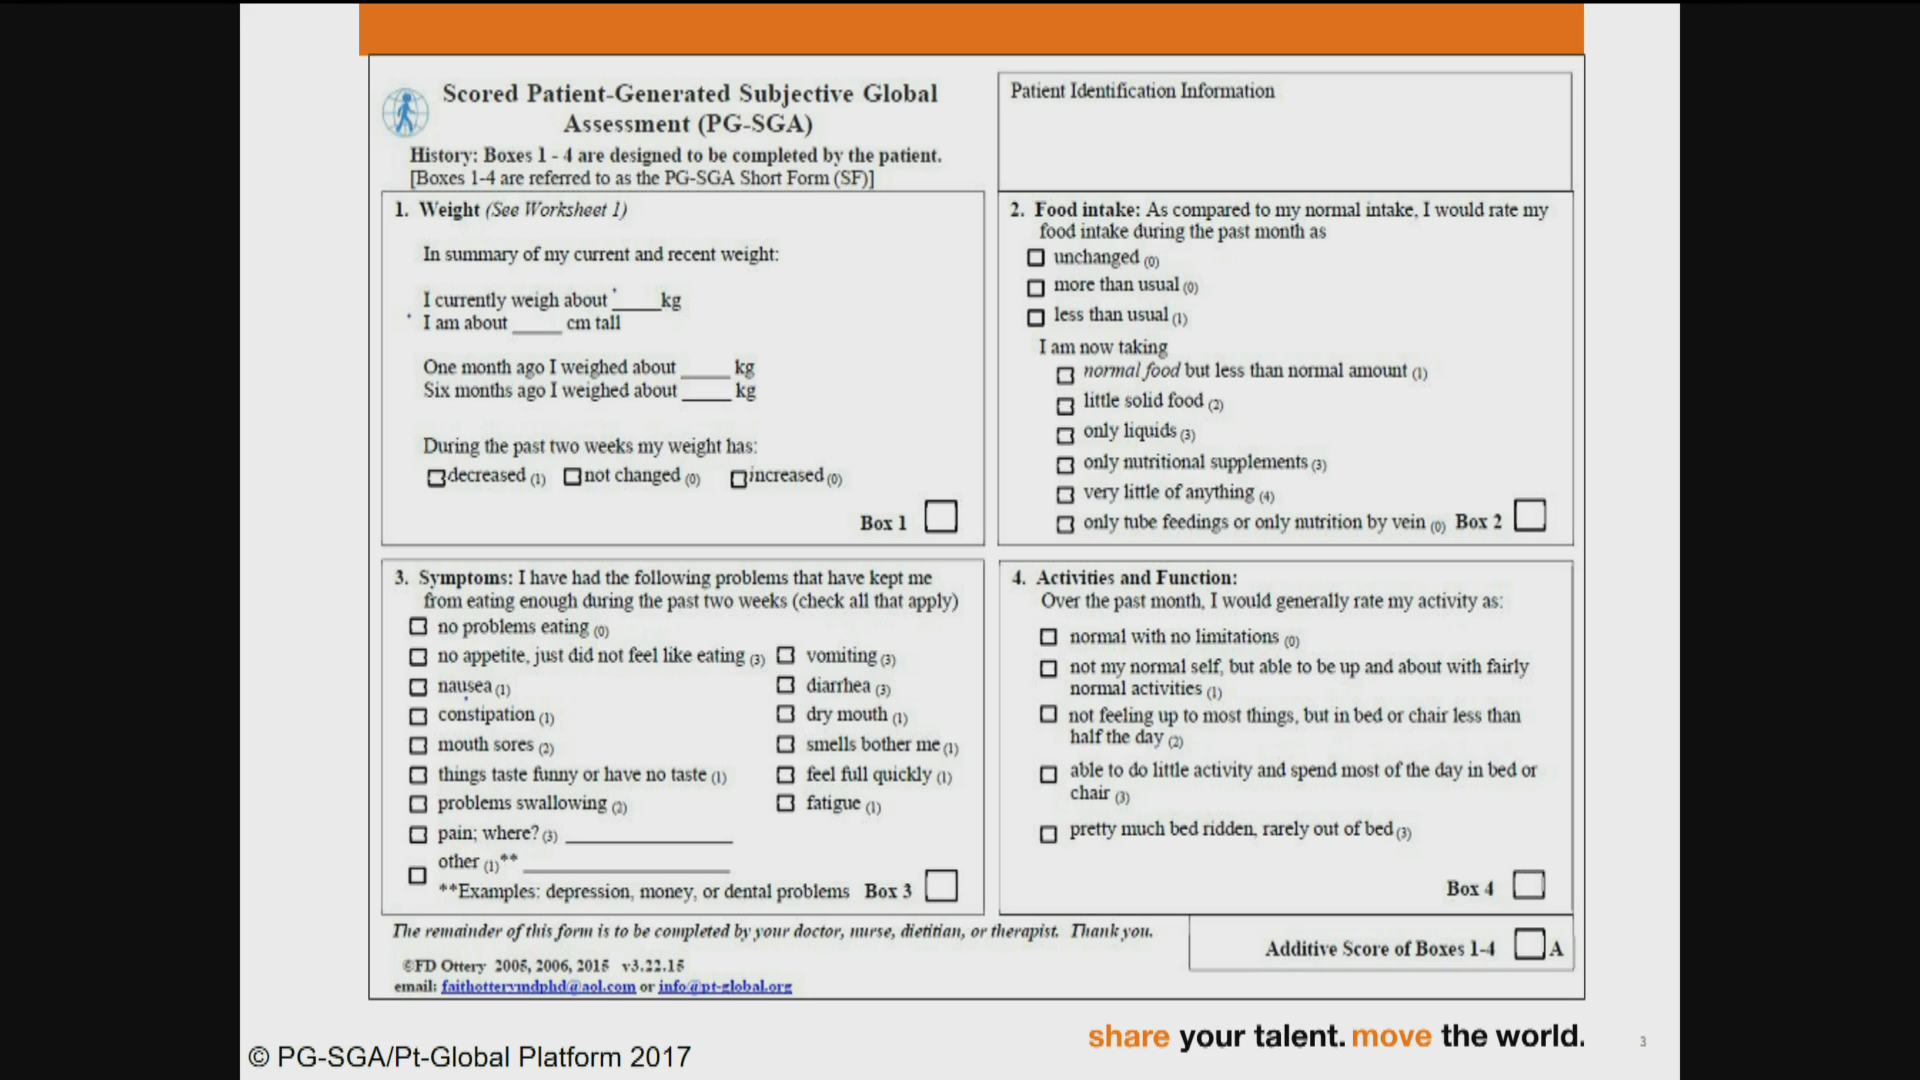 Scored Patient-Generated Subjective Global
Assessment (PG-SGA)
History: Boxes 1 - 4 are designed to be completed by the patient.
[Boxes 1-4 are referred to as the PG-SGA Short Form (SF)]
Patient Identification Information
1. Weight (See Worksheet 1)
In summary of my current and recent weight:
I currently weigh about ____ kg
I am about ____ cm tall
One month ago I weighed about ____ kg
Six months ago I weighed about ____ kg
During the past two weeks my weight has:
decreased (1) not changed (0) increased (0)
Box 1
2. Food intake: As compared to my normal intake, I would rate my
food intake during the past month as
unchanged (0)
more than usual (0)
less than usual (1)
I am now taking
normal food but less than normal amount (1)
little solid food (2)
only liquids (3)
only nutritional supplements (3)
very little of anything (4)
only tube feedings or only nutrition by vein (0) Box 2
3. Symptoms: I have had the following problems that have kept me
from eating enough during the past two weeks (check all that apply)
no problems eating (0)
no appetite, just did not feel like eating (3) vomiting (3)
nausea (1) diarrhea (3)
constipation (1) dry mouth (1)
mouth sores (2) smells bother me (1)
things taste funny or have no taste (1) feel full quickly (1)
problems swallowing (2) fatigue (1)
pain; where? (3) ____
other (1)** ____
**Examples: depression, money, or dental problems Box 3
4. Activities and Function:
Over the past month, I would generally rate my activity as:
normal with no limitations (0)
not my normal self, but able to be up and about with fairly
normal activities (1)
not feeling up to most things, but in bed or chair less than
half the day (2)
able to do little activity and spend most of the day in bed or
chair (3)
pretty much bed ridden, rarely out of bed (3)
Box 4
The remainder of this form is to be completed by your doctor, nurse, dietitian, or therapist. Thank you.
Additive Score of Boxes 1-4 A
©FD Ottery 2005, 2006, 2015 v3.22.15
email: faithotterymdphd@aol.com or info@pt-global.org
share your talent. move the world.
3
© PG-SGA/Pt-Global Platform 2017